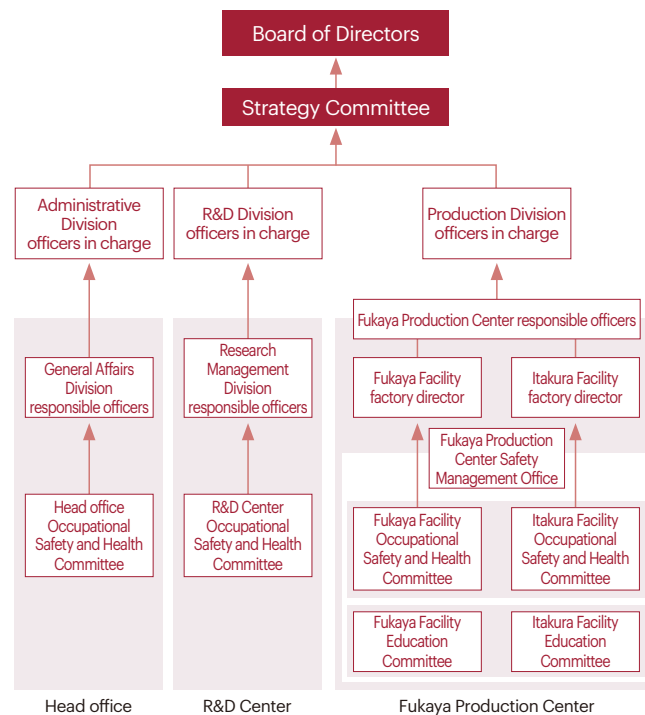 Board of Directors
Strategy Committee
Administrative
Division
officers in charge
R&D Division
officers in charge
Production Division
officers in charge
Fukaya Production Center responsible officers
General Affairs
Division
responsible officers
Research
Management
Division
responsible officers
Fukaya Facility
factory director
Itakura Facility
factory director
Fukaya Production
Center Safety
Management Office
Head office
Occupational
Safety and Health
Committee
R&D Center
Occupational
Safety and Health
Committee
Fukaya Facility
Occupational
Safety and Health
Committee
Itakura Facility
Occupational
Safety and Health
Committee
Fukaya Facility
Education
Committee
Itakura Facility
Education
Committee
Head office
R&D Center
Fukaya Production Center